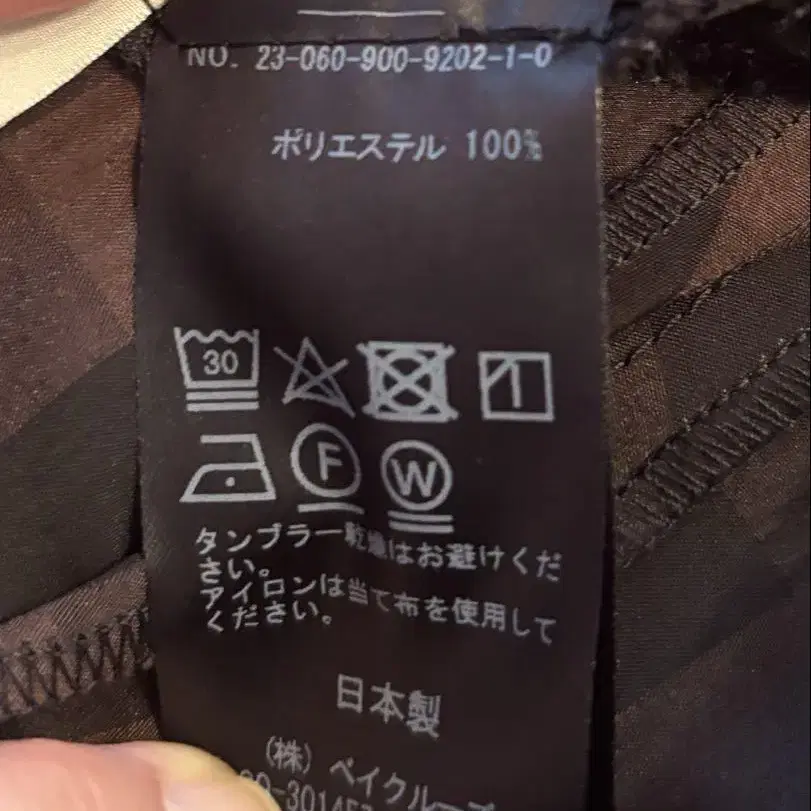 NO. 23-060-900-9202-1-0
ポリエステル 100%
30
F W
タンブラー乾燥はお避けくだ
さい。
アイロンは当て布を使用して
ください。
日本製
(株) ベイクルーズ